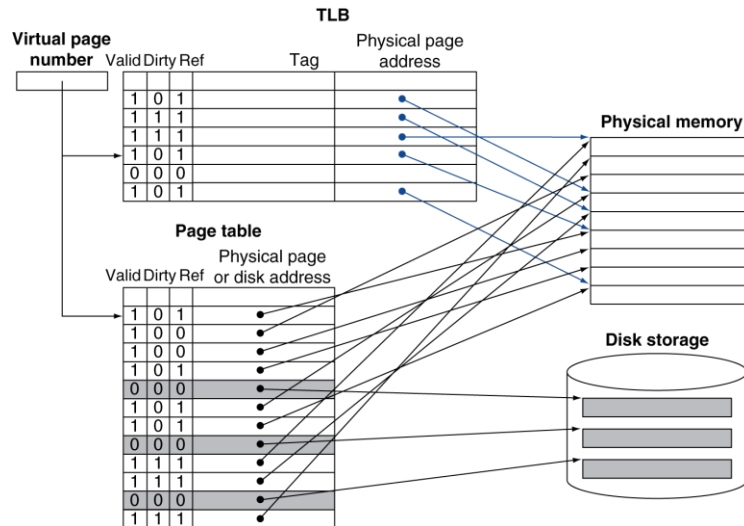 TLB
Virtual page
number
Valid Dirty Ref
Tag
Physical page
address
1 0 1
1 1 1
1 1 1
1 0 1
0 0 0
1 0 1
Physical memory
Page table
Valid Dirty Ref
Physical page
or disk address
1 0 1
1 0 0
1 0 0
1 0 1
0 0 0
1 0 1
1 0 1
0 0 0
1 1 1
1 1 1
0 0 0
1 1 1
Disk storage